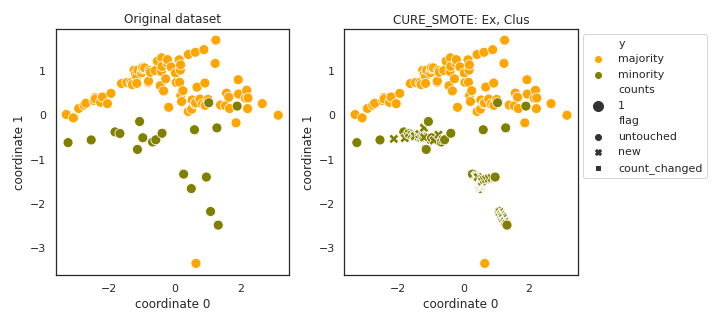 Original dataset
CURE_SMOTE: Ex, Clus
coordinate 1
1
0
−1
−2
−3
−2
0
2
coordinate 0
coordinate 1
1
0
−1
−2
−3
−2
0
2
coordinate 0
y
majority
minority
counts
1
flag
untouched
new
count_changed